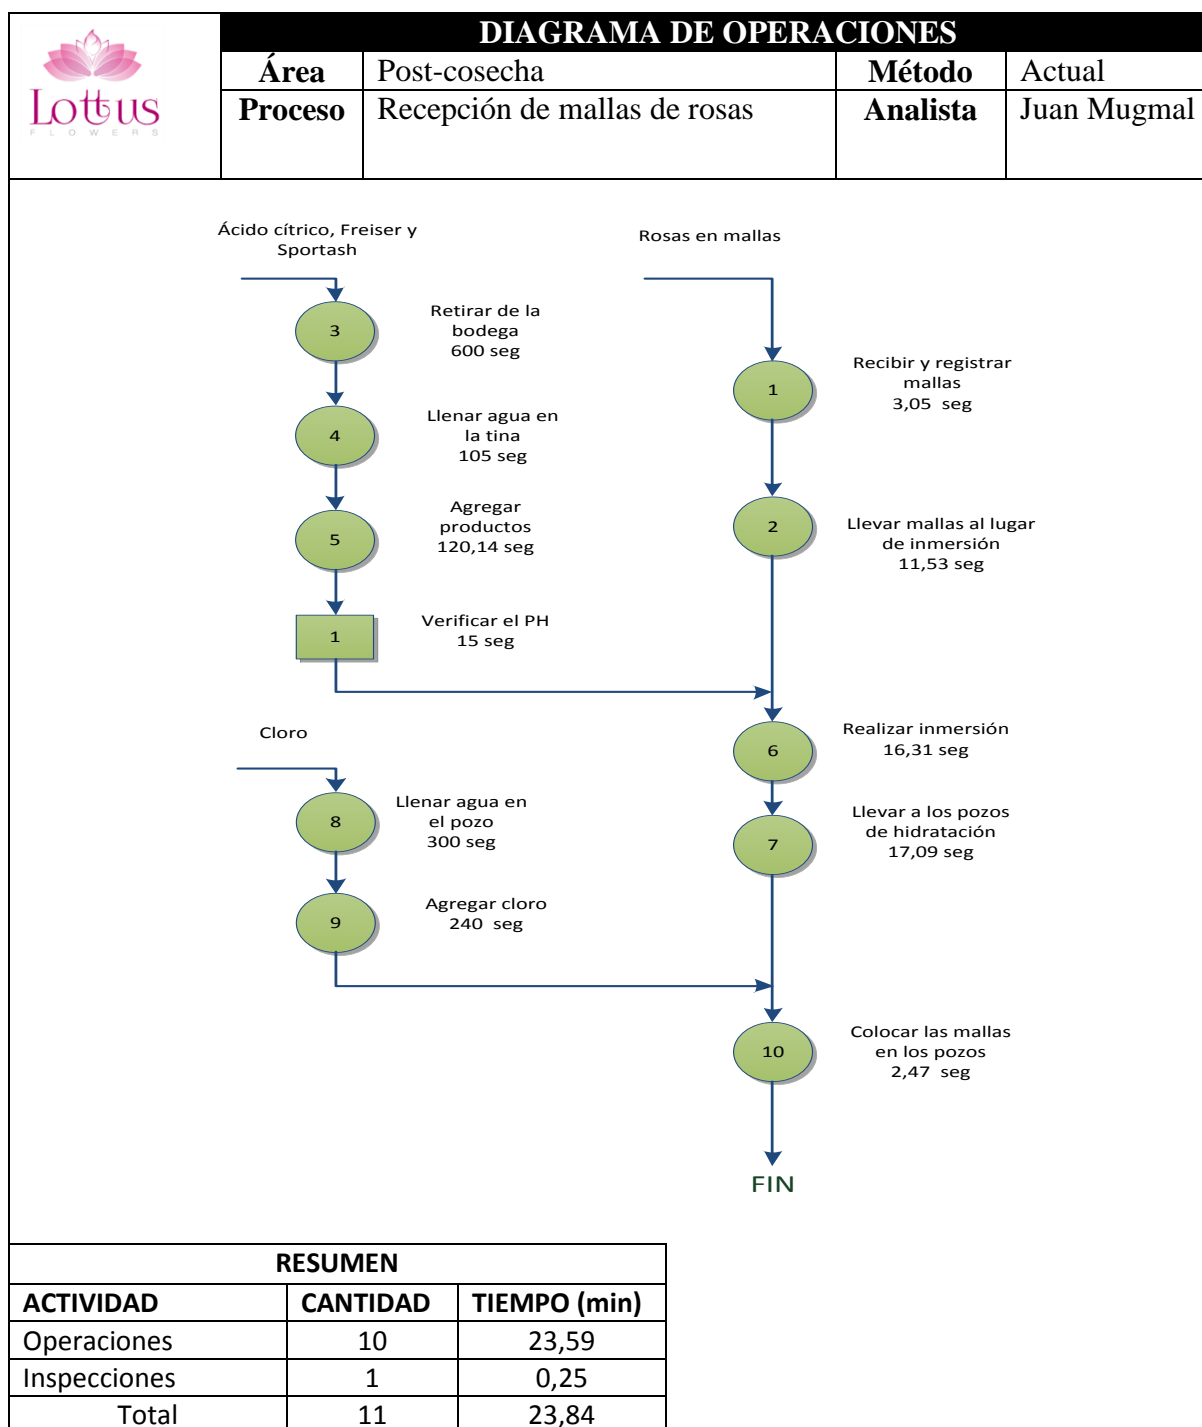 Lottus
FLOWERS
DIAGRAMA DE OPERACIONES
Área Post-cosecha Método Actual
Proceso Recepción de mallas de rosas Analista Juan Mugmal
Ácido cítrico, Freiser y
Sportash
3
Retirar de la
bodega
600 seg
4
Llenar agua en
la tina
105 seg
5
Agregar
productos
120,14 seg
1
Verificar el PH
15 seg
Rosas en mallas
1
Recibir y registrar
mallas
3,05 seg
2
Llevar mallas al lugar
de inmersión
11,53 seg
6
Realizar inmersión
16,31 seg
7
Llevar a los pozos
de hidratación
17,09 seg
Cloro
8
Llenar agua en
el pozo
300 seg
9
Agregar cloro
240 seg
10
Colocar las mallas
en los pozos
2,47 seg
FIN
RESUMEN
ACTIVIDAD CANTIDAD TIEMPO (min)
Operaciones 10 23,59
Inspecciones 1 0,25
Total 11 23,84